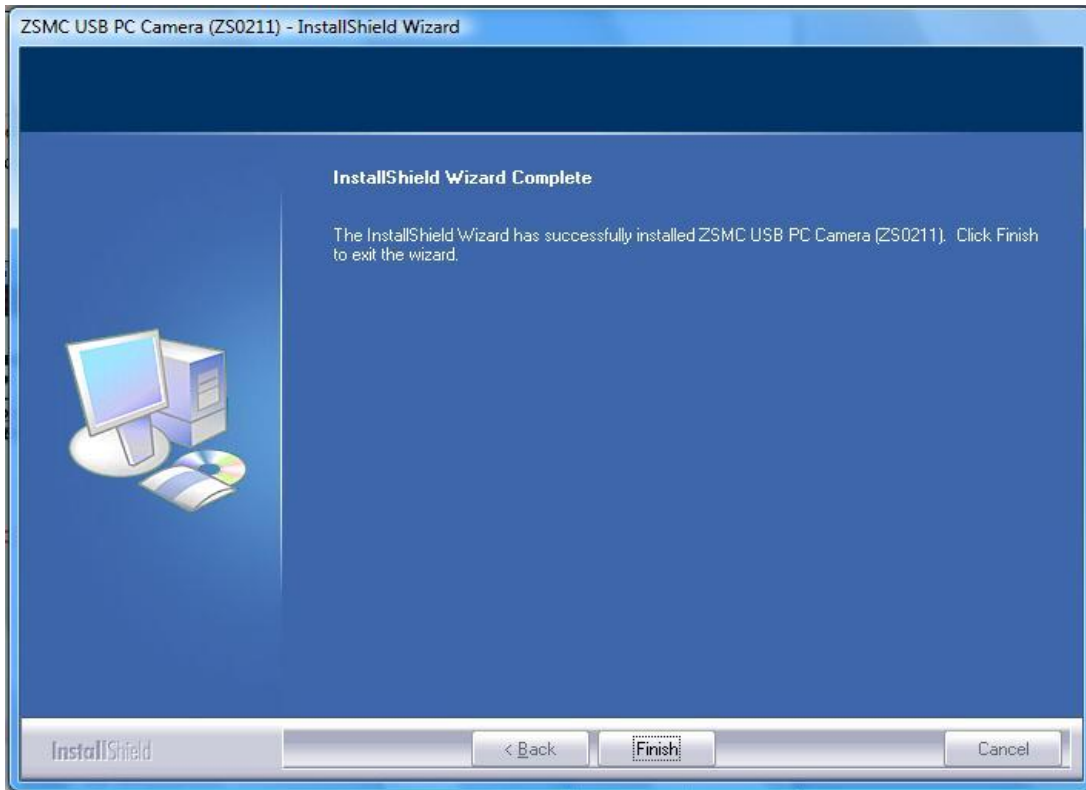 ZSMC USB PC Camera (ZS0211) - InstallShield Wizard
InstallShield Wizard Complete
The InstallShield Wizard has successfully installed ZSMC USB PC Camera (ZS0211). Click Finish
to exit the wizard.
InstallShield
< Back
Finish
Cancel